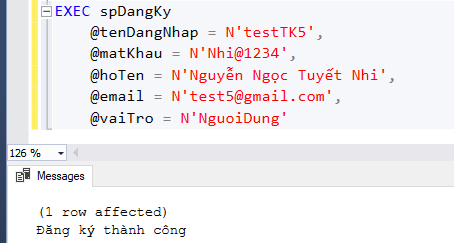 EXEC spDangKy
@tenDangNhap = N'testTK5',
@matKhau = N'Nhi@1234',
@hoTen = N'Nguyễn Ngọc Tuyết Nhi',
@email = N'test5@gmail.com',
@vaiTro = N'NguoiDung'
126 %
Messages
(1 row affected)
Đăng ký thành công